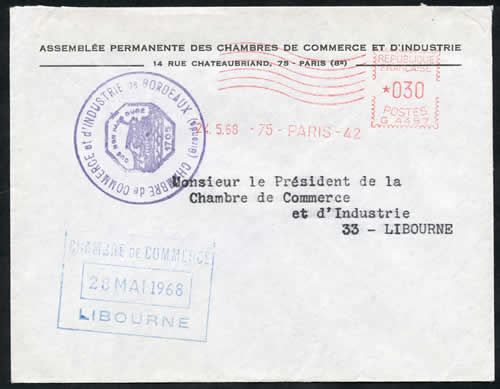 ASSEMBLÉE PERMANENTE DES CHAMBRES DE COMMERCE ET D'INDUSTRIE
14 RUE CHATEAUBRIAND, 75 - PARIS (8e)
RÉPUBLIQUE
FRANÇAISE
*030
POSTES
G 4457
24.5.68 - 75 - PARIS - 42
CHAMBRE de COMMERCE et d'INDUSTRIE de BORDEAUX
1705
Monsieur le Président de la
Chambre de Commerce
et d'Industrie
33 - LIBOURNE
CHAMBRE DE COMMERCE
28 MAI 1968
LIBOURNE